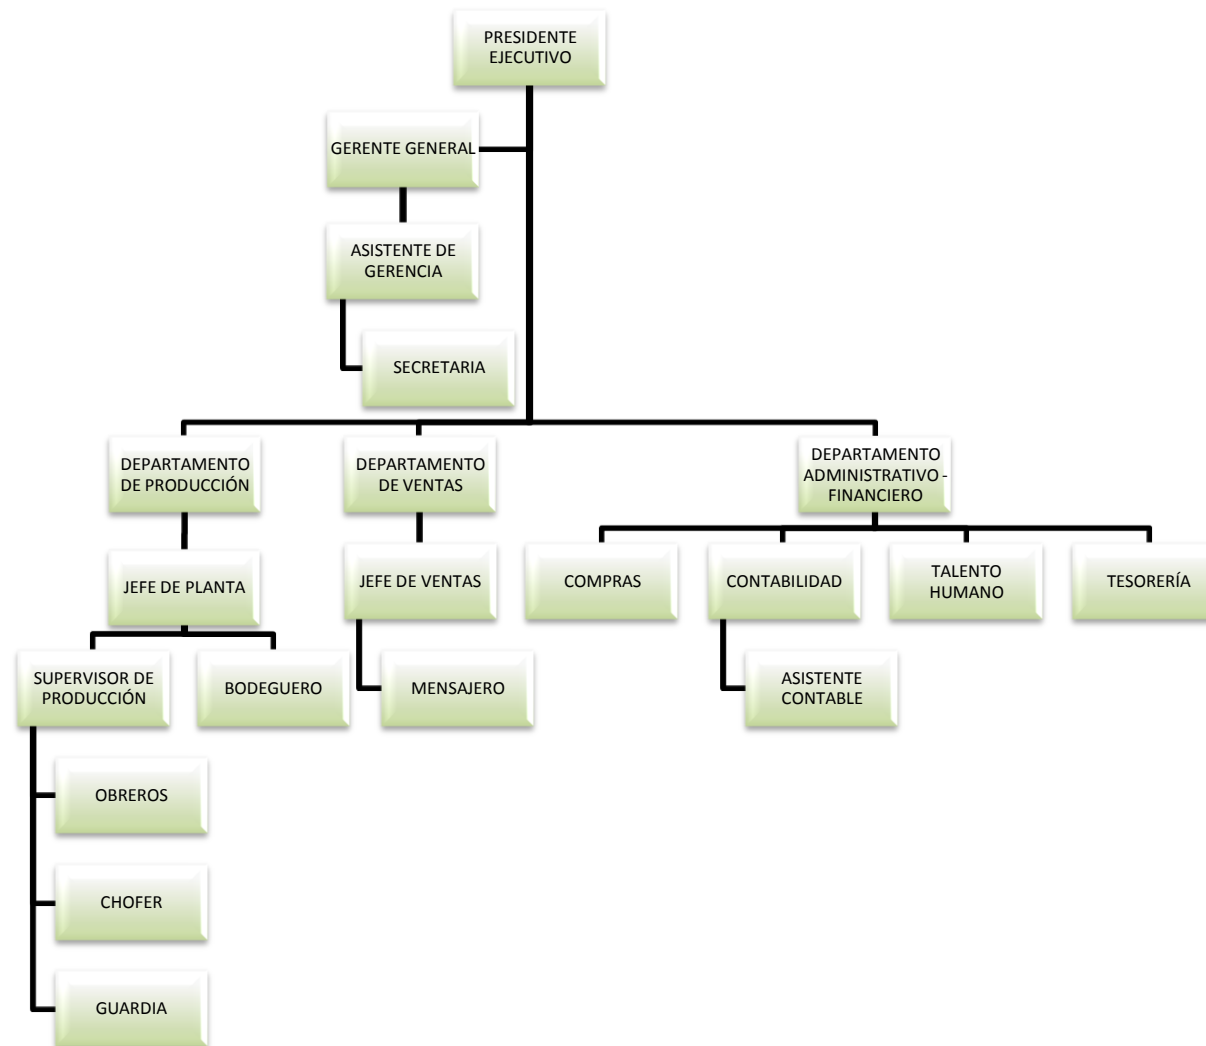 PRESIDENTE
EJECUTIVO
GERENTE GENERAL
ASISTENTE DE
GERENCIA
SECRETARIA
DEPARTAMENTO
DE PRODUCCIÓN
DEPARTAMENTO
DE VENTAS
DEPARTAMENTO
ADMINISTRATIVO -
FINANCIERO
JEFE DE PLANTA
JEFE DE VENTAS
COMPRAS
CONTABILIDAD
TALENTO
HUMANO
TESORERÍA
SUPERVISOR DE
PRODUCCIÓN
BODEGUERO
MENSAJERO
ASISTENTE
CONTABLE
OBREROS
CHOFER
GUARDIA